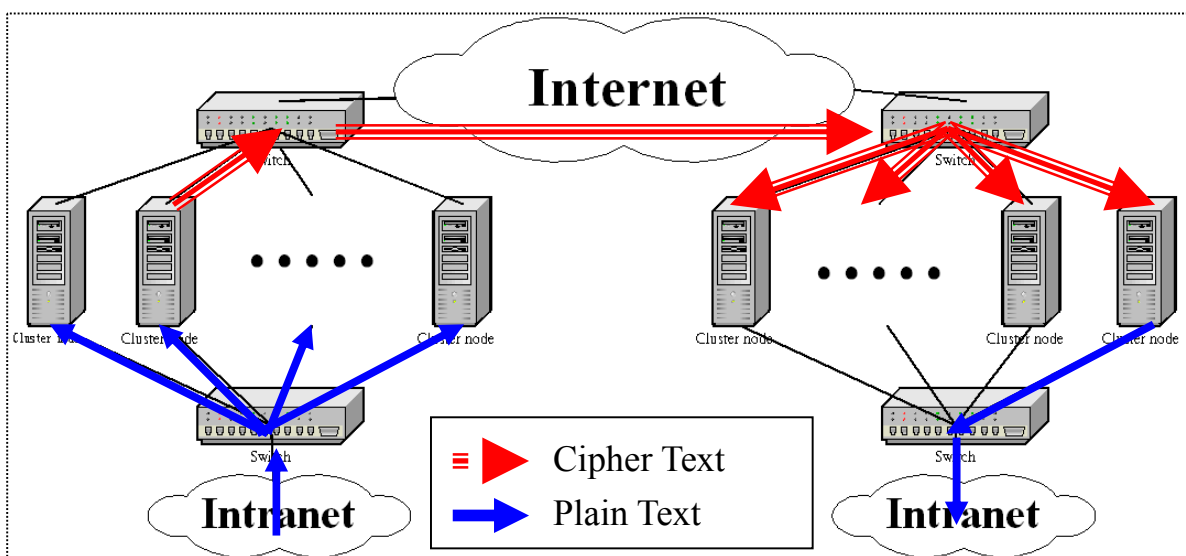 Internet
Switch
Switch
Cluster node
Cluster node
Cluster node
Cluster node
Cluster node
Cluster node
Switch
Switch
Intranet
Intranet
Cipher Text
Plain Text